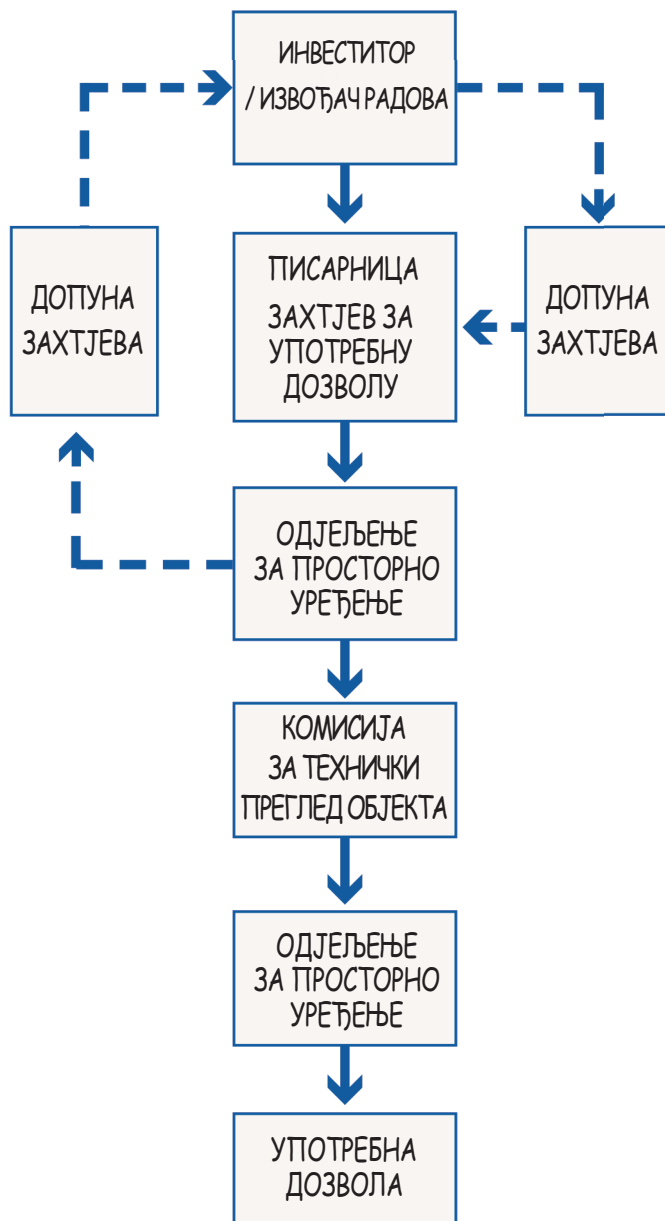 ИНВЕСТИТОР
/ ИЗВОЂАЧ РАДОВА
ДОПУНА
ЗАХТЈЕВА
ПИСАРНИЦА
ЗАХТЈЕВ ЗА
УПОТРЕБНУ
ДОЗВОЛУ
ДОПУНА
ЗАХТЈЕВА
ОДЈЕЉЕЊЕ
ЗА ПРОСТОРНО
УРЕЂЕЊЕ
КОМИСИЈА
ЗА ТЕХНИЧКИ
ПРЕГЛЕД ОБЈЕКТА
ОДЈЕЉЕЊЕ
ЗА ПРОСТОРНО
УРЕЂЕЊЕ
УПОТРЕБНА
ДОЗВОЛА